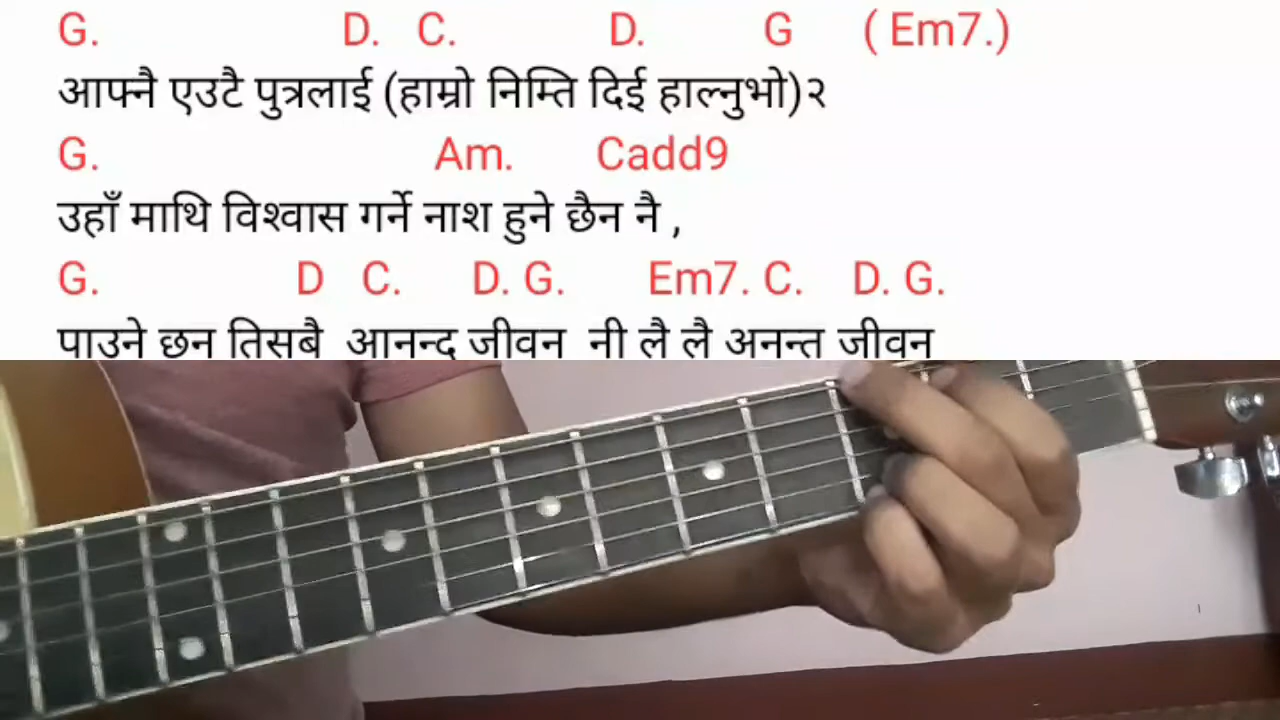 G. D. C. D. G ( Em7.)
आफ्नै एउटै पुत्रलाई (हाम्रो निम्ति दिई हाल्नुभो)२
G. Am. Cadd9
उहाँ माथि विश्वास गर्ने नाश हुने छैन नै ,
G. D C. D. G. Em7. C. D. G.
पाउने छन तिसबै आनन्द जीवन नी लै लै अनन्त जीवन